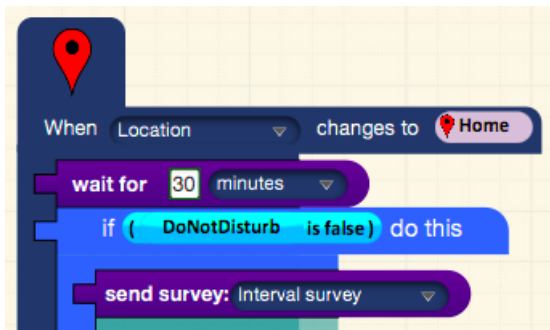 When Location changes to Home
wait for 30 minutes
if ( DoNotDisturb is false ) do this
send survey: Interval survey